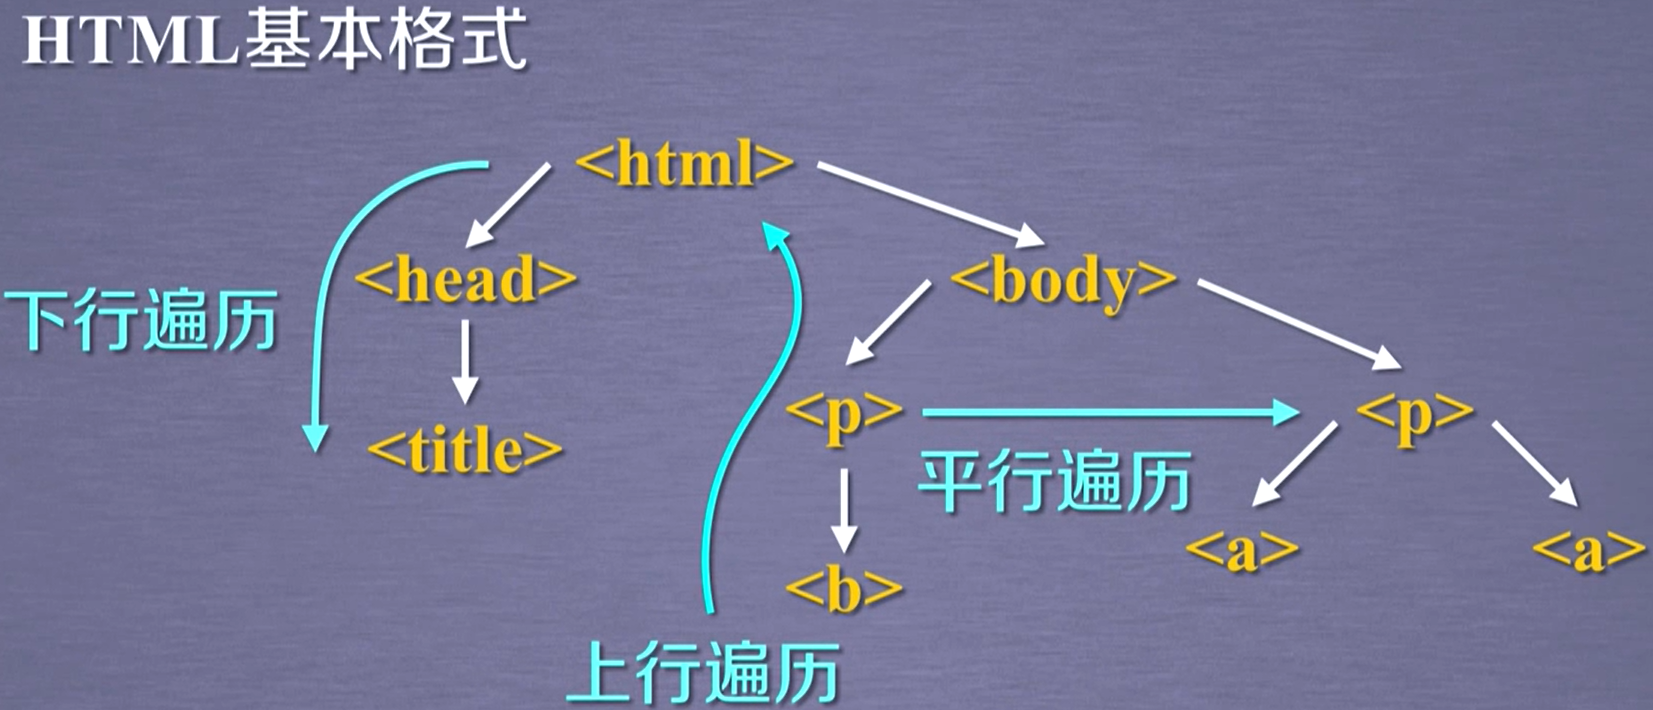 HTML基本格式
<html>
<head>
<body>
下行遍历
<title>
<p>
<p>
平行遍历
<b>
<a>
<a>
上行遍历